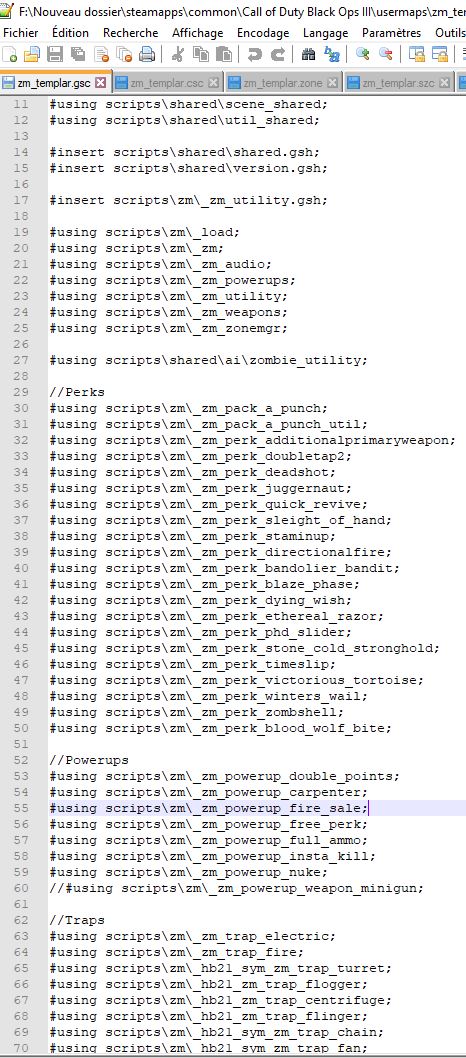 F:\Nouveau dossier\steamapps\common\Call of Duty Black Ops III\usermaps\zm_tem
Fichier Édition Recherche Affichage Encodage Langage Paramètres Outils
zm_templar.gsc zm_templar.csc zm_templar.zone zm_templar.szc
11 #using scripts\shared\scene_shared;
12 #using scripts\shared\util_shared;
13
14 #insert scripts\shared\shared.gsh;
15 #insert scripts\shared\version.gsh;
16
17 #insert scripts\zm\_zm_utility.gsh;
18
19 #using scripts\zm\_load;
20 #using scripts\zm\_zm;
21 #using scripts\zm\_zm_audio;
22 #using scripts\zm\_zm_powerups;
23 #using scripts\zm\_zm_utility;
24 #using scripts\zm\_zm_weapons;
25 #using scripts\zm\_zm_zonemgr;
26
27 #using scripts\shared\ai\zombie_utility;
28
29 //Perks
30 #using scripts\zm\_zm_pack_a_punch;
31 #using scripts\zm\_zm_pack_a_punch_util;
32 #using scripts\zm\_zm_perk_additionalprimaryweapon;
33 #using scripts\zm\_zm_perk_doubletap2;
34 #using scripts\zm\_zm_perk_deadshot;
35 #using scripts\zm\_zm_perk_juggernaut;
36 #using scripts\zm\_zm_perk_quick_revive;
37 #using scripts\zm\_zm_perk_sleight_of_hand;
38 #using scripts\zm\_zm_perk_staminup;
39 #using scripts\zm\_zm_perk_directionalfire;
40 #using scripts\zm\_zm_perk_bandolier_bandit;
41 #using scripts\zm\_zm_perk_blaze_phase;
42 #using scripts\zm\_zm_perk_dying_wish;
43 #using scripts\zm\_zm_perk_ethereal_razor;
44 #using scripts\zm\_zm_perk_phd_slider;
45 #using scripts\zm\_zm_perk_stone_cold_stronghold;
46 #using scripts\zm\_zm_perk_timeslip;
47 #using scripts\zm\_zm_perk_victorious_tortoise;
48 #using scripts\zm\_zm_perk_winters_wail;
49 #using scripts\zm\_zm_perk_zombshell;
50 #using scripts\zm\_zm_perk_blood_wolf_bite;
51
52 //Powerups
53 #using scripts\zm\_zm_powerup_double_points;
54 #using scripts\zm\_zm_powerup_carpenter;
55 #using scripts\zm\_zm_powerup_fire_sale;
56 #using scripts\zm\_zm_powerup_free_perk;
57 #using scripts\zm\_zm_powerup_full_ammo;
58 #using scripts\zm\_zm_powerup_insta_kill;
59 #using scripts\zm\_zm_powerup_nuke;
60 //#using scripts\zm\_zm_powerup_weapon_minigun;
61
62 //Traps
63 #using scripts\zm\_zm_trap_electric;
64 #using scripts\zm\_zm_trap_fire;
65 #using scripts\zm\_hb21_sym_zm_trap_turret;
66 #using scripts\zm\_hb21_zm_trap_flogger;
67 #using scripts\zm\_hb21_zm_trap_centrifuge;
68 #using scripts\zm\_hb21_zm_trap_flinger;
69 #using scripts\zm\_hb21_sym_zm_trap_chain;
70 #using scripts\zm\_hb21_sym_zm_trap_fan;